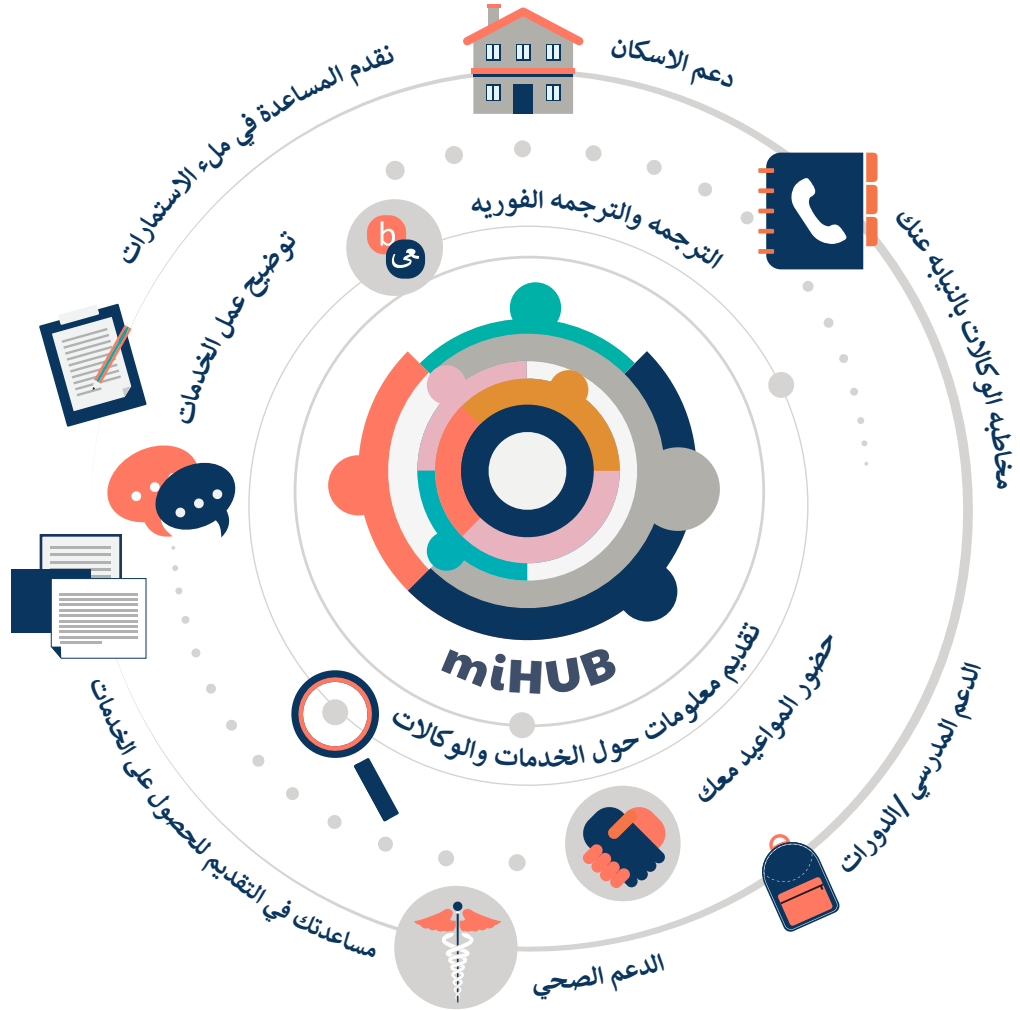 دعم الاسكان
نقدم المساعدة في ملء الاستمارات
مخاطبه الوكالات بالنيابه عنك
الترجمه والترجمه الفوريه
توضيح عمل الخدمات
b
عى
miHUB
تقديم معلومات حول الخدمات والوكالات
حضور المواعيد معك
الدعم المدرسي /الدورات
مساعدتك في التقديم للحصول على الخدمات
الدعم الصحي